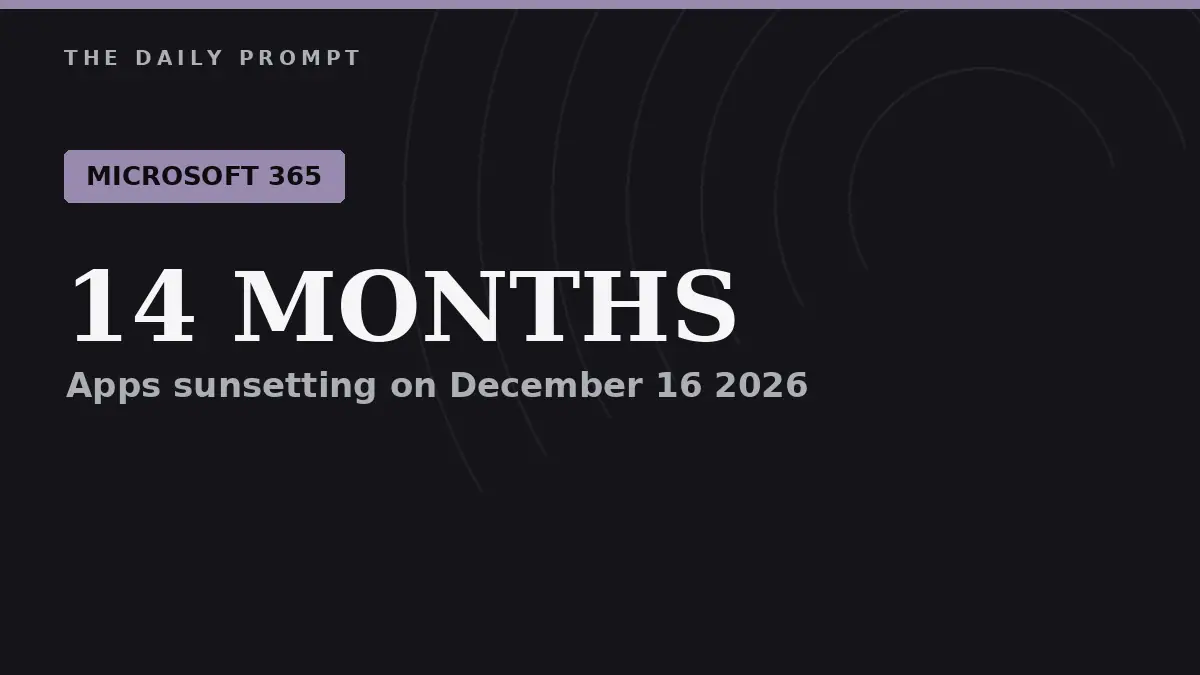 THE DAILY PROMPT
MICROSOFT 365
14 MONTHS
Apps sunsetting on December 16 2026